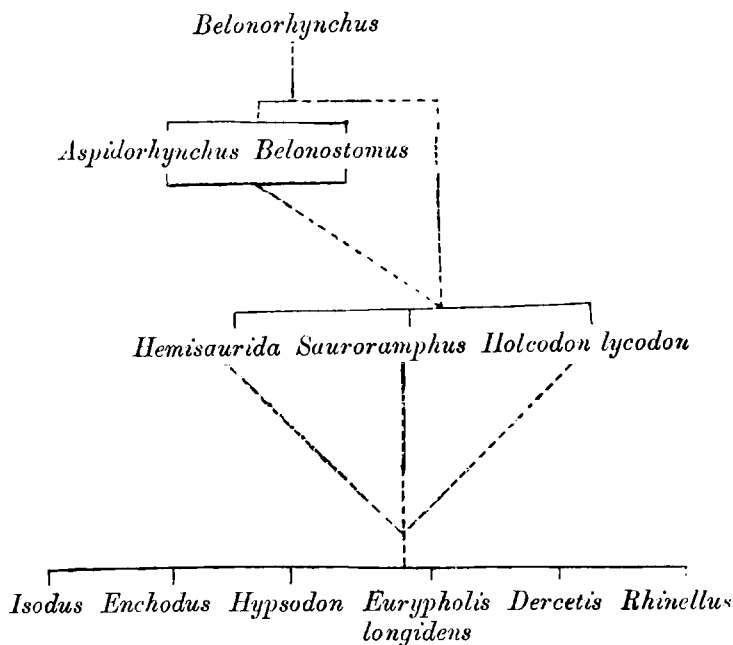 Belonorhynchus
Aspidorhynchus Belonostomus
Hemisaurida Sauroramphus Holcodon lycodon
Isodus Enchodus Hypsodon Eurypholis Dercetis Rhinellus
longidens